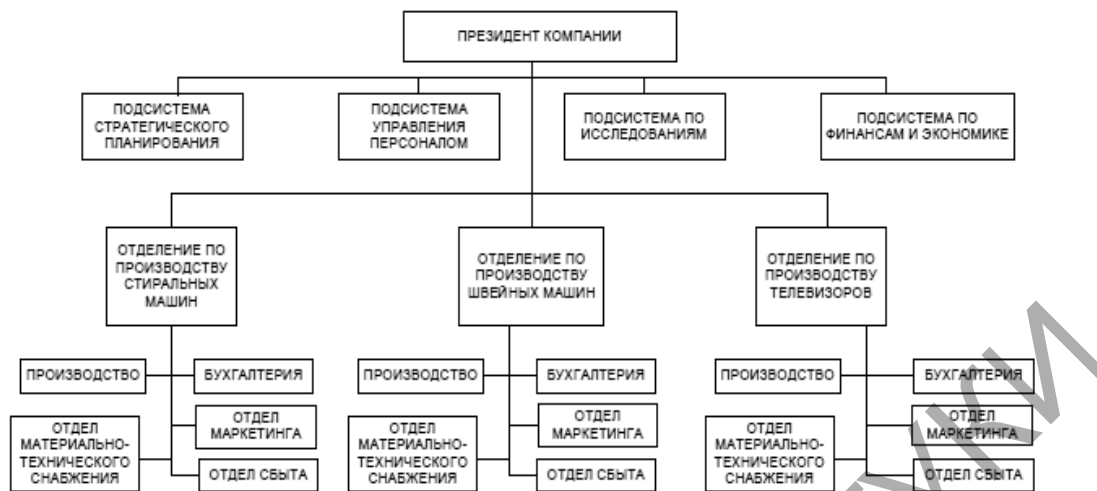 ПРЕЗИДЕНТ КОМПАНИИ
ПОДСИСТЕМА
СТРАТЕГИЧЕСКОГО
ПЛАНИРОВАНИЯ
ПОДСИСТЕМА
УПРАВЛЕНИЯ
ПЕРСОНАЛОМ
ПОДСИСТЕМА ПО
ИССЛЕДОВАНИЯМ
ПОДСИСТЕМА ПО
ФИНАНСАМ И ЭКОНОМИКЕ
ОТДЕЛЕНИЕ ПО
ПРОИЗВОДСТВУ
СТИРАЛЬНЫХ
МАШИН
ОТДЕЛЕНИЕ ПО
ПРОИЗВОДСТВУ
ШВЕЙНЫХ МАШИН
ОТДЕЛЕНИЕ ПО
ПРОИЗВОДСТВУ
ТЕЛЕВИЗОРОВ
ПРОИЗВОДСТВО
БУХГАЛТЕРИЯ
ОТДЕЛ
МАТЕРИАЛЬНО-
ТЕХНИЧЕСКОГО
СНАБЖЕНИЯ
ОТДЕЛ
МАРКЕТИНГА
ОТДЕЛ СБЫТА
ПРОИЗВОДСТВО
БУХГАЛТЕРИЯ
ОТДЕЛ
МАТЕРИАЛЬНО-
ТЕХНИЧЕСКОГО
СНАБЖЕНИЯ
ОТДЕЛ
МАРКЕТИНГА
ОТДЕЛ СБЫТА
ПРОИЗВОДСТВО
БУХГАЛТЕРИЯ
ОТДЕЛ
МАТЕРИАЛЬНО-
ТЕХНИЧЕСКОГО
СНАБЖЕНИЯ
ОТДЕЛ
МАРКЕТИНГА
ОТДЕЛ СБЫТА